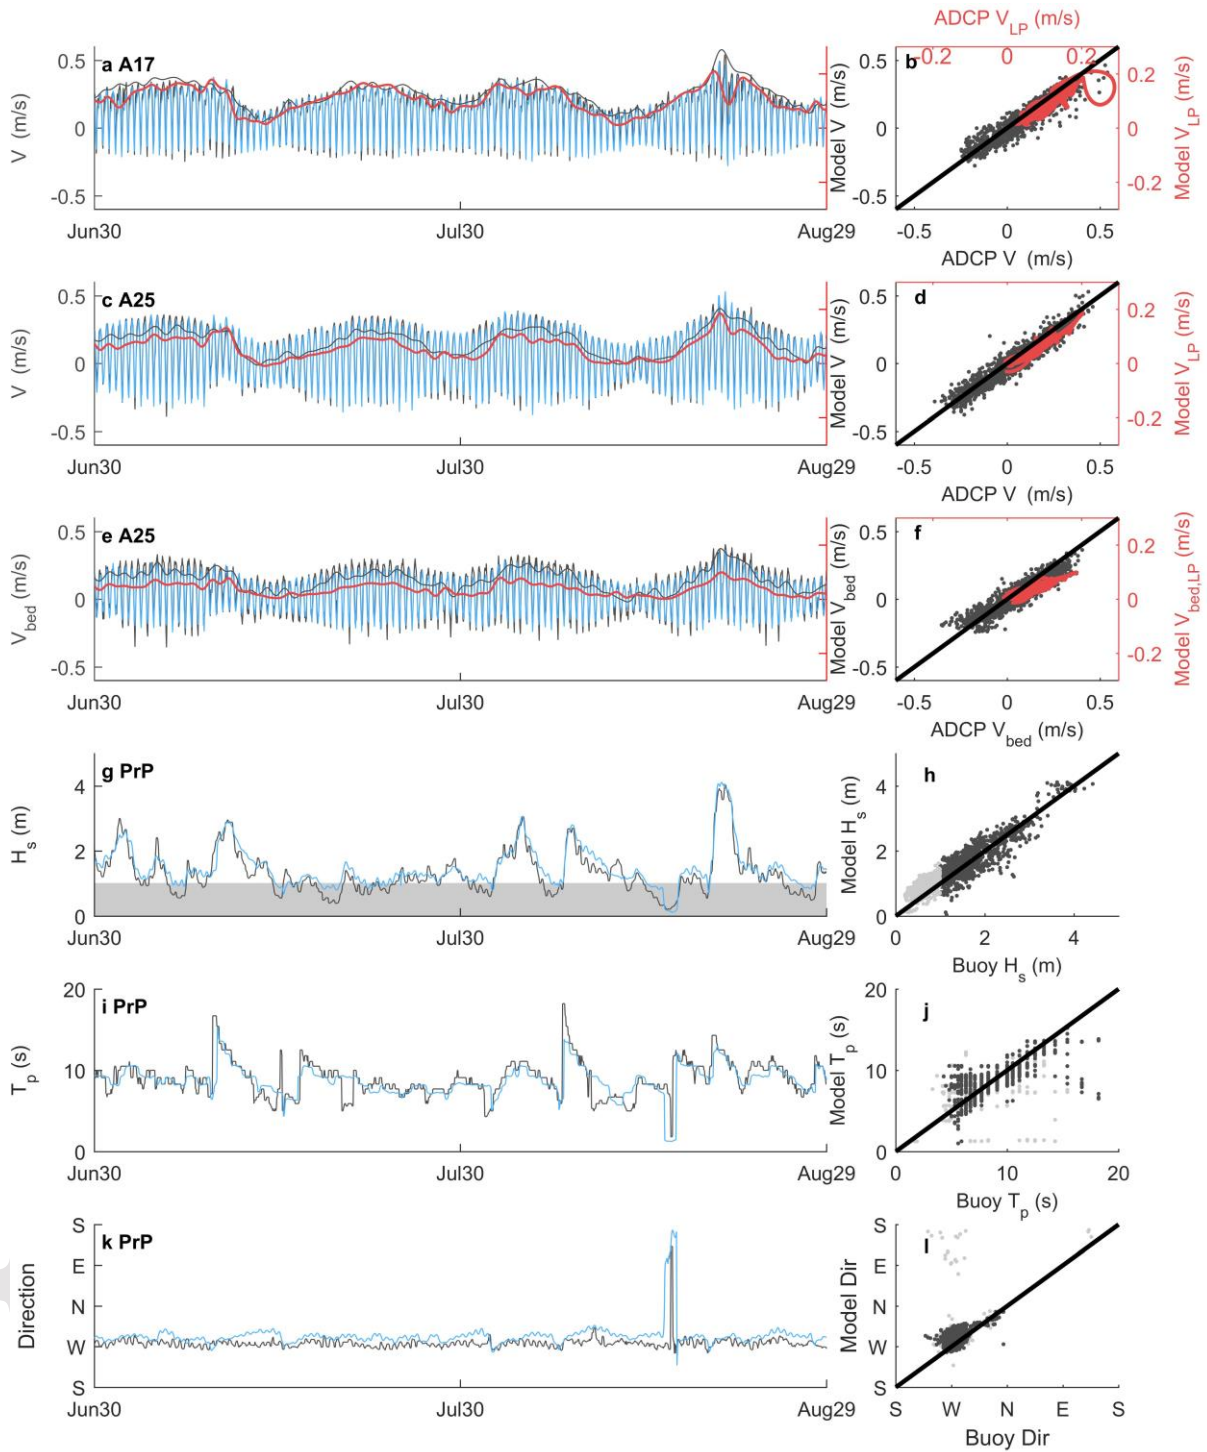 ADCP V_LP (m/s)
a A17
0.5
0
-0.5
V (m/s)
Jun30
Jul30
Aug29
b
-0.2
0
0.2
0.5
0
-0.5
Model V (m/s)
0.2
0
-0.2
Model V_LP (m/s)
-0.5
0
0.5
ADCP V (m/s)
c A25
0.5
0
-0.5
V (m/s)
Jun30
Jul30
Aug29
d
0.5
0
-0.5
Model V (m/s)
0.2
0
-0.2
Model V_LP (m/s)
-0.5
0
0.5
ADCP V (m/s)
e A25
0.5
0
-0.5
V_bed (m/s)
Jun30
Jul30
Aug29
f
0.5
0
-0.5
Model V_bed (m/s)
0.2
0
-0.2
Model V_bed,LP (m/s)
-0.5
0
0.5
ADCP V_bed (m/s)
g PrP
4
2
0
H_s (m)
Jun30
Jul30
Aug29
h
4
2
0
Model H_s (m)
0
2
4
Buoy H_s (m)
i PrP
20
10
0
T_p (s)
Jun30
Jul30
Aug29
j
20
10
0
Model T_p (s)
0
10
20
Buoy T_p (s)
k PrP
S
E
N
W
S
Direction
Jun30
Jul30
Aug29
l
S
E
N
W
S
Model Dir
S
W
N
E
S
Buoy Dir